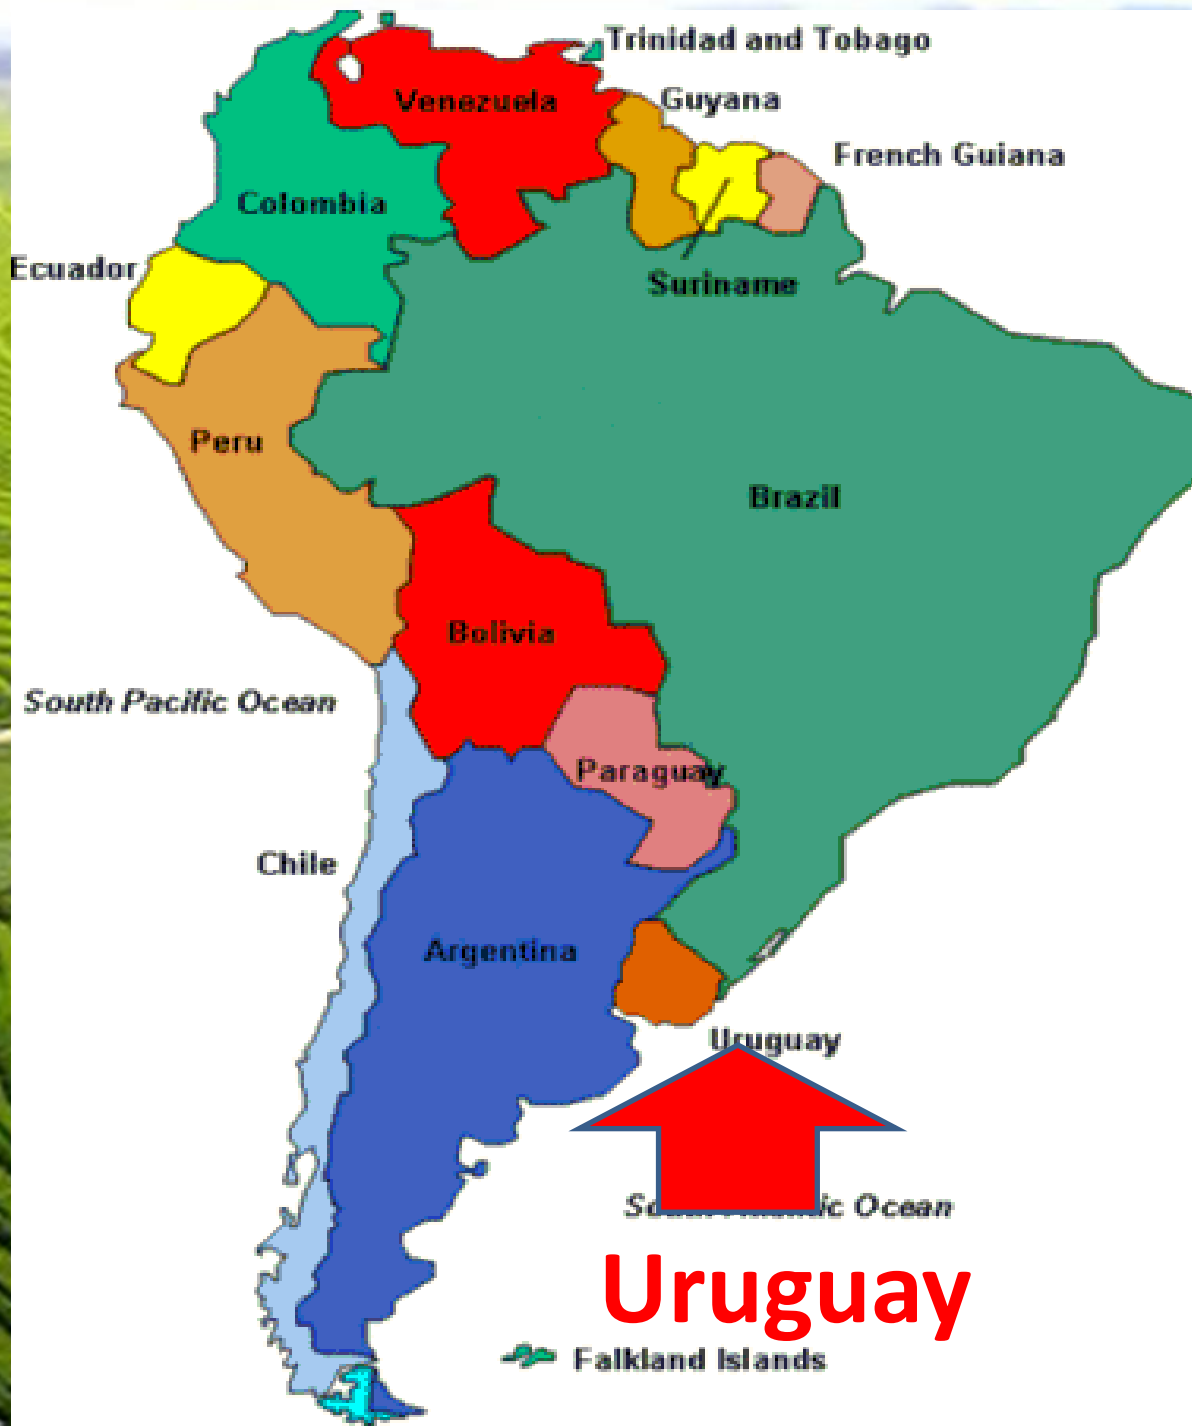 Trinidad and Tobago
Venezuela
Guyana
French Guiana
Colombia
Ecuador
Suriname
Peru
Brazil
Bolivia
South Pacific Ocean
Paraguay
Chile
Argentina
Uruguay
Ocean
Uruguay
Falkland Islands